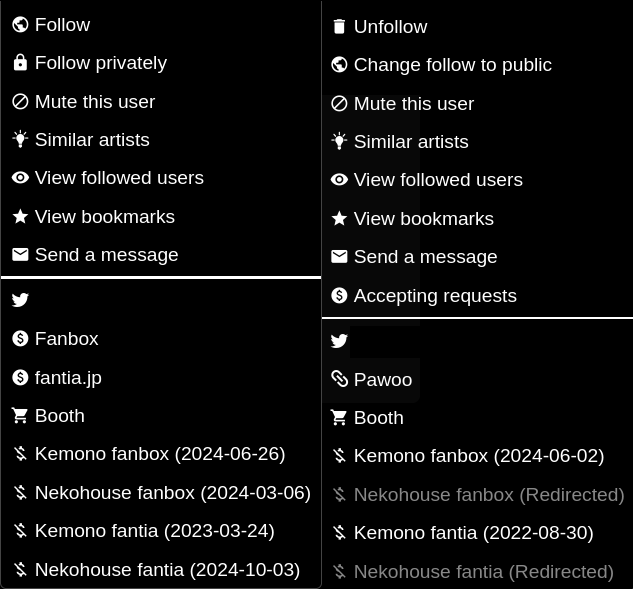 Follow
Follow privately
Mute this user
Similar artists
View followed users
View bookmarks
Send a message
Fanbox
fantia.jp
Booth
Kemono fanbox (2024-06-26)
Nekohouse fanbox (2024-03-06)
Kemono fantia (2023-03-24)
Nekohouse fantia (2024-10-03)
Unfollow
Change follow to public
Mute this user
Similar artists
View followed users
View bookmarks
Send a message
Accepting requests
Pawoo
Booth
Kemono fanbox (2024-06-02)
Nekohouse fanbox (Redirected)
Kemono fantia (2022-08-30)
Nekohouse fantia (Redirected)